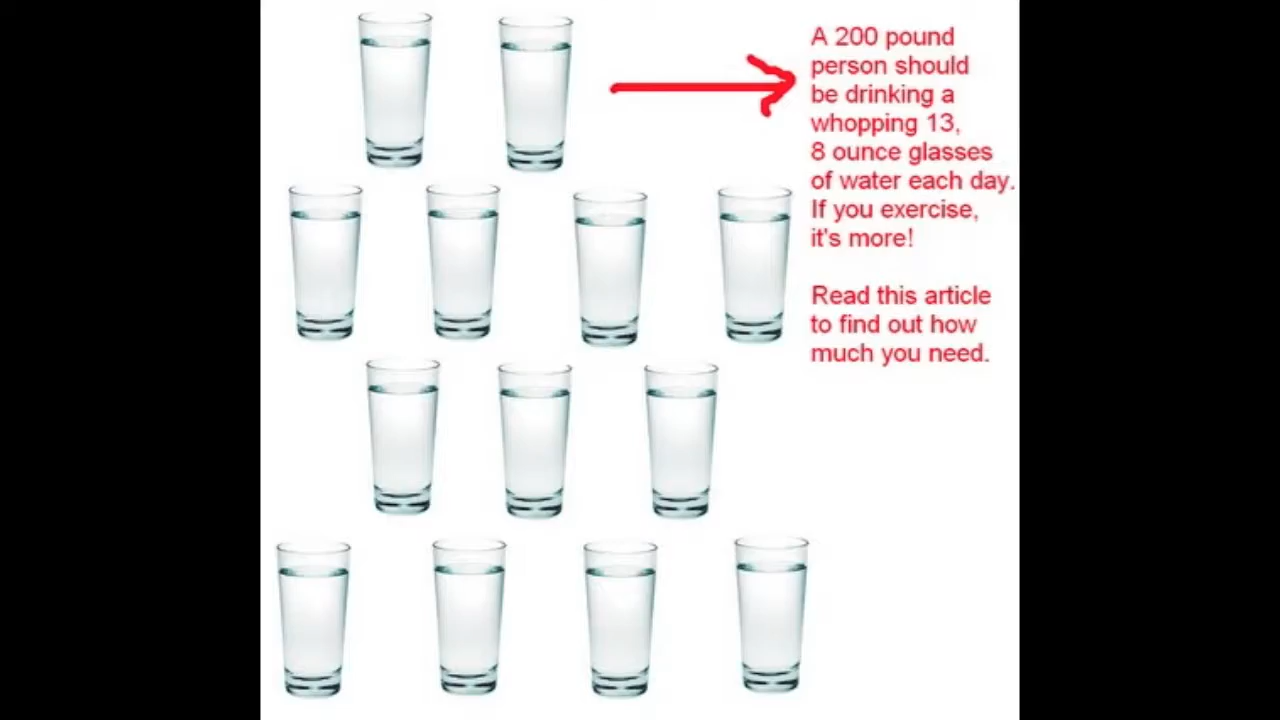 A 200 pound
person should
be drinking a
whopping 13,
8 ounce glasses
of water each day.
If you exercise,
it's more!
Read this article
to find out how
much you need.